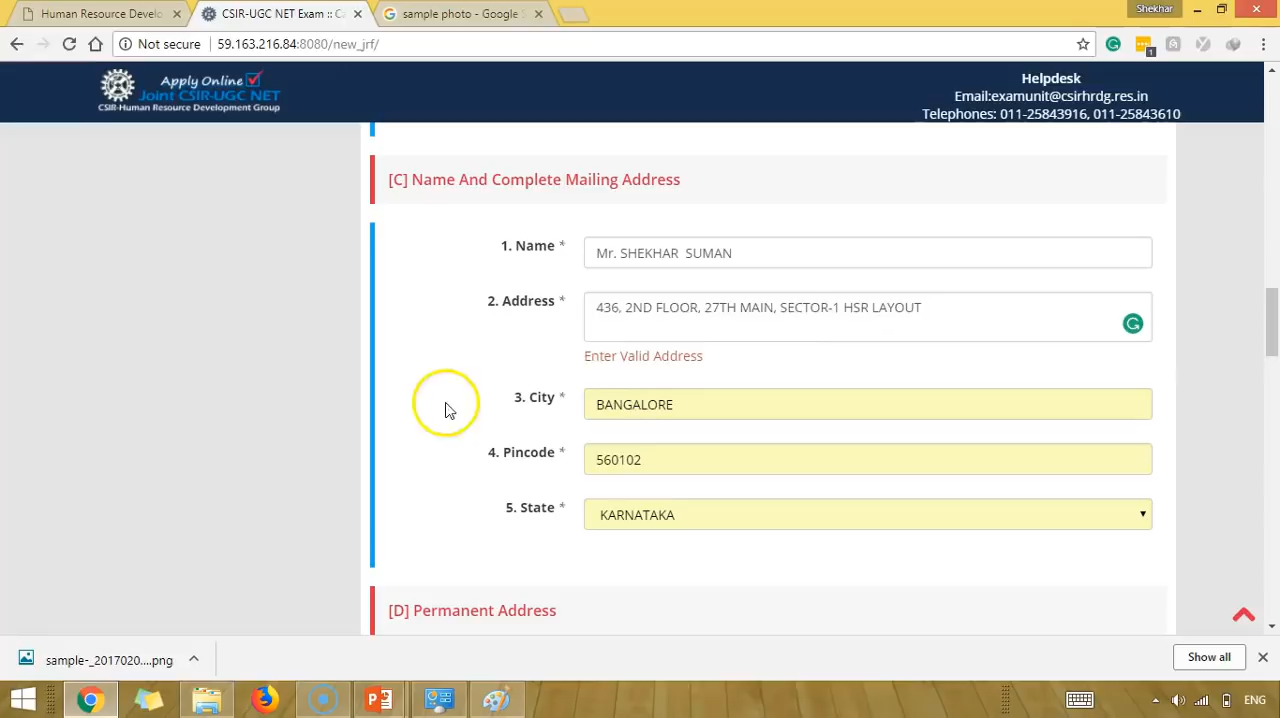 Human Resource Develo
CSIR-UGC NET Exam :: Ca
sample photo - Google S
Shekhar
Not secure
59.163.216.84:8080/new_jrf/
1
Apply Online
Joint CSIR-UGC NET
CSIR-Human Resource Development Group
Helpdesk
Email:examunit@csirhrdg.res.in
Telephones: 011-25843916, 011-25843610
[C] Name And Complete Mailing Address
1. Name *
Mr. SHEKHAR SUMAN
2. Address *
436, 2ND FLOOR, 27TH MAIN, SECTOR-1 HSR LAYOUT
Enter Valid Address
3. City *
BANGALORE
4. Pincode *
560102
5. State *
KARNATAKA
[D] Permanent Address
sample-_2017020....png
Show all
ENG